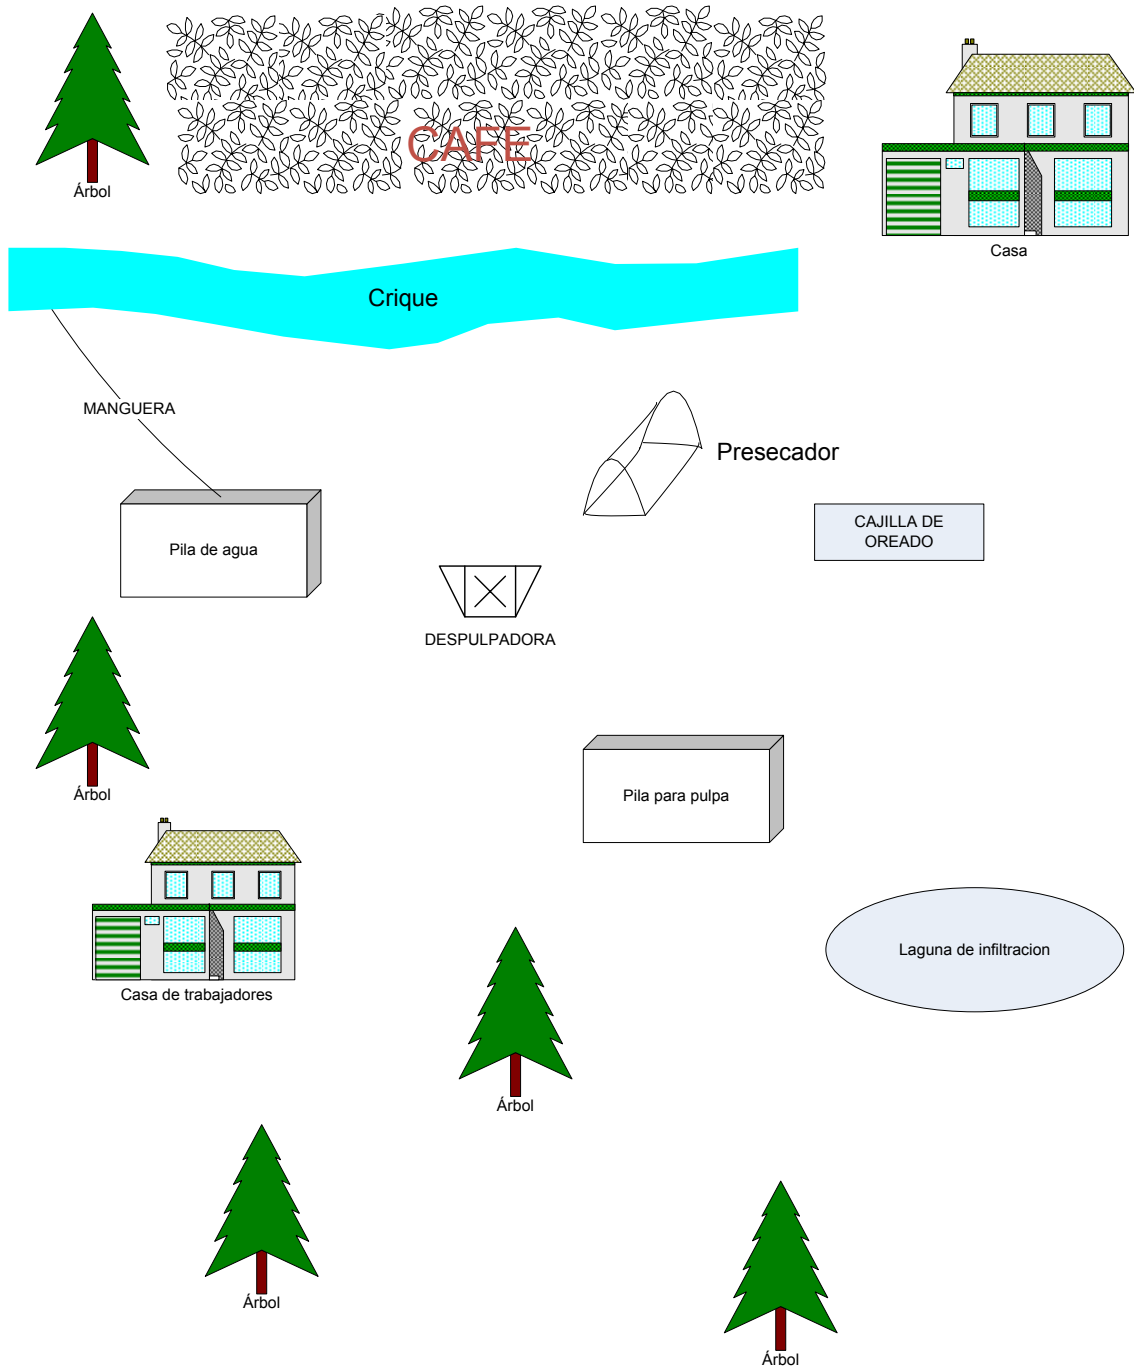 CAFE
Árbol
Casa
Crique
MANGUERA
Presecador
CAJILLA DE
OREADO
Pila de agua
DESPULPADORA
Árbol
Pila para pulpa
Laguna de infiltracion
Casa de trabajadores
Árbol
Árbol
Árbol